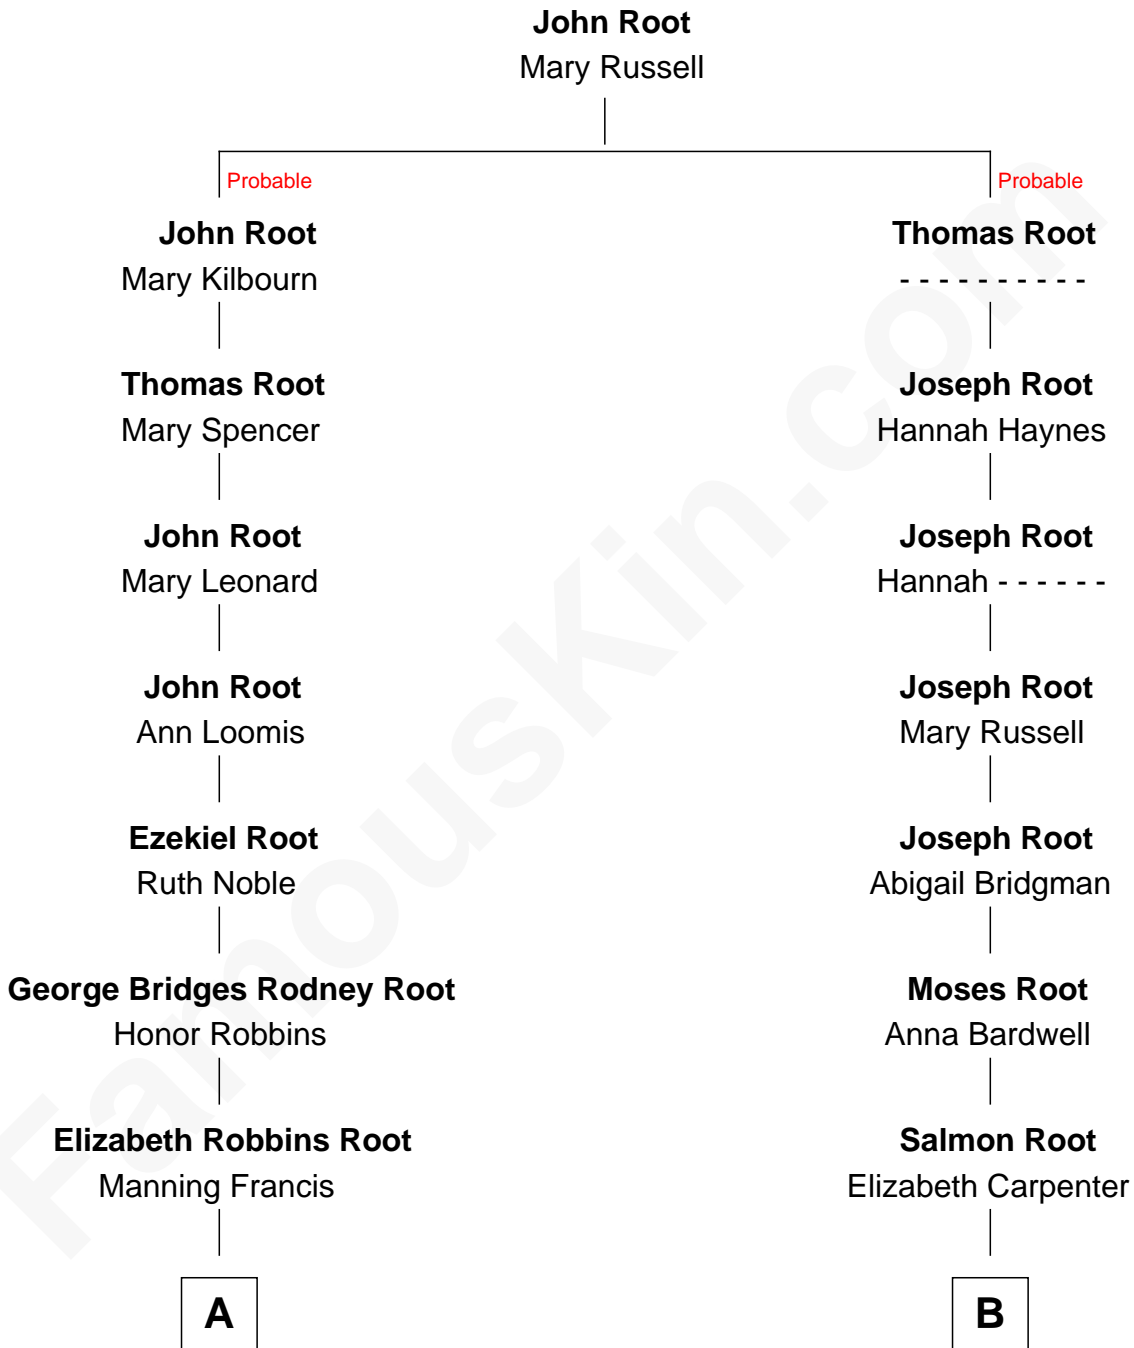 John Root
Mary Russell
Probable
Probable
John Root
Mary Kilbourn
Thomas Root
- - - - - - - - - -
Thomas Root
Mary Spencer
Joseph Root
Hannah Haynes
John Root
Mary Leonard
Joseph Root
Hannah - - - - - -
John Root
Ann Loomis
Joseph Root
Mary Russell
Ezekiel Root
Ruth Noble
Joseph Root
Abigail Bridgman
George Bridges Rodney Root
Honor Robbins
Moses Root
Anna Bardwell
Elizabeth Robbins Root
Manning Francis
Salmon Root
Elizabeth Carpenter
A
B
FamousKin.com